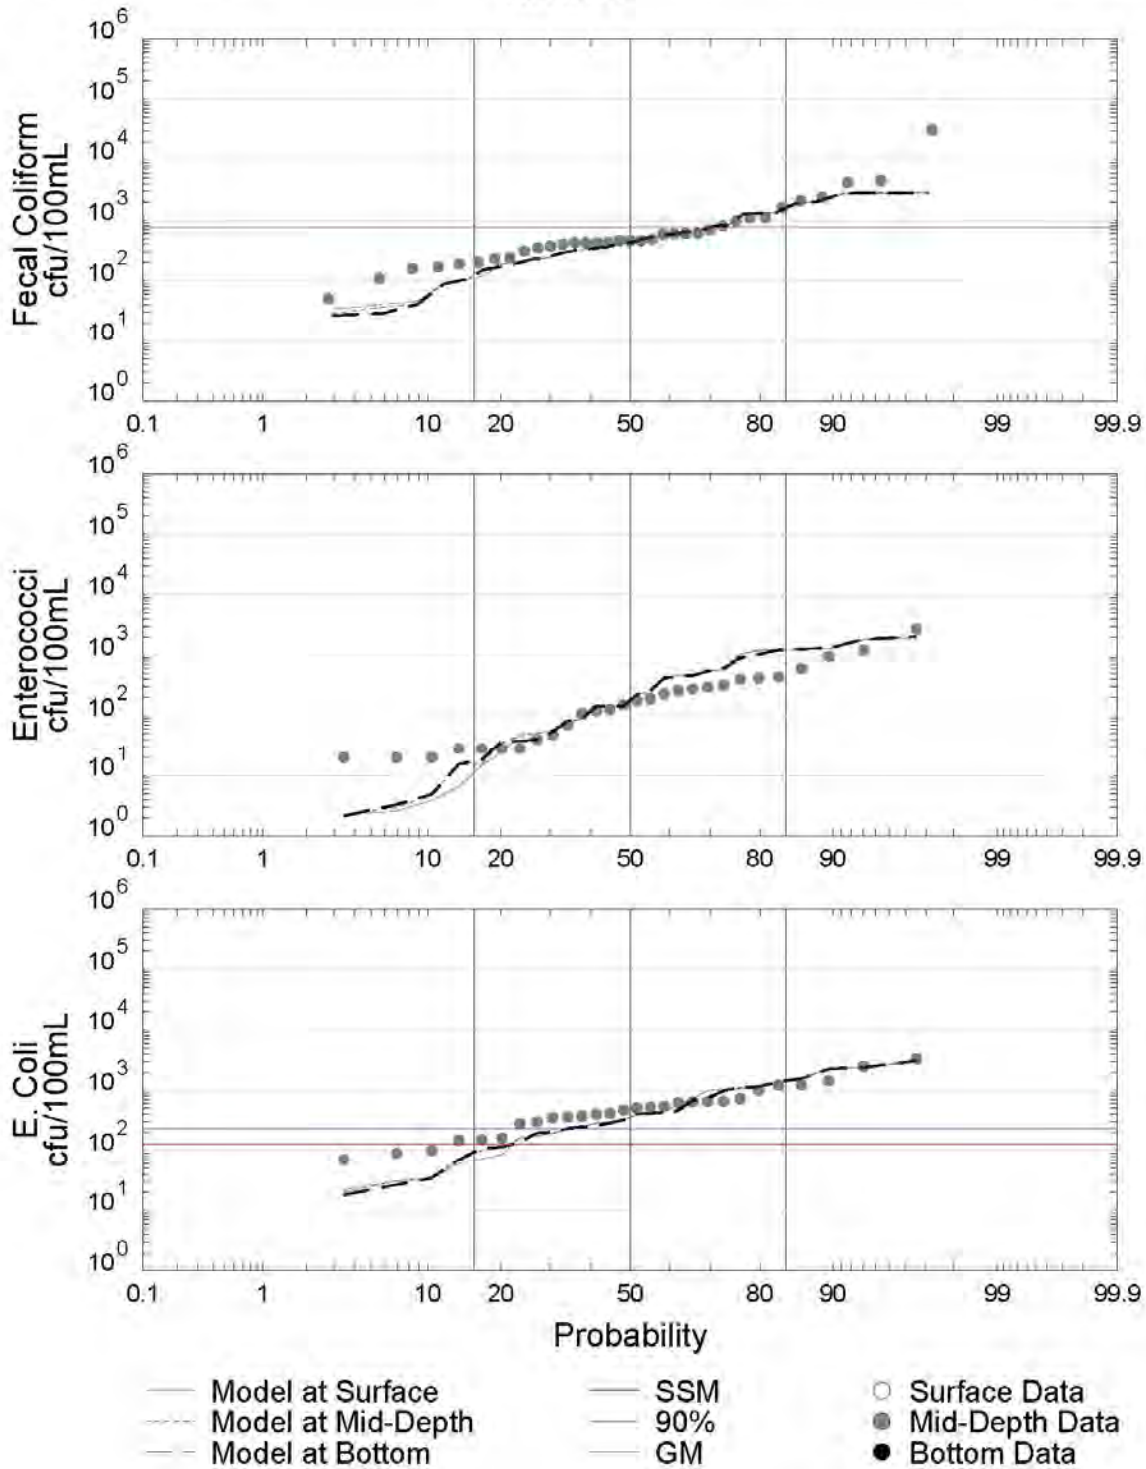 10^6
10^5
10^4
10^3
10^2
10^1
10^0
Fecal Coliform
cfu/100mL
0.1 1 10 20 50 80 90 99 99.9
10^6
10^5
10^4
10^3
10^2
10^1
10^0
Enterococci
cfu/100mL
0.1 1 10 20 50 80 90 99 99.9
10^6
10^5
10^4
10^3
10^2
10^1
10^0
E. Coli
cfu/100mL
0.1 1 10 20 50 80 90 99 99.9
Probability
Model at Surface SSM Surface Data
Model at Mid-Depth 90% Mid-Depth Data
Model at Bottom GM Bottom Data